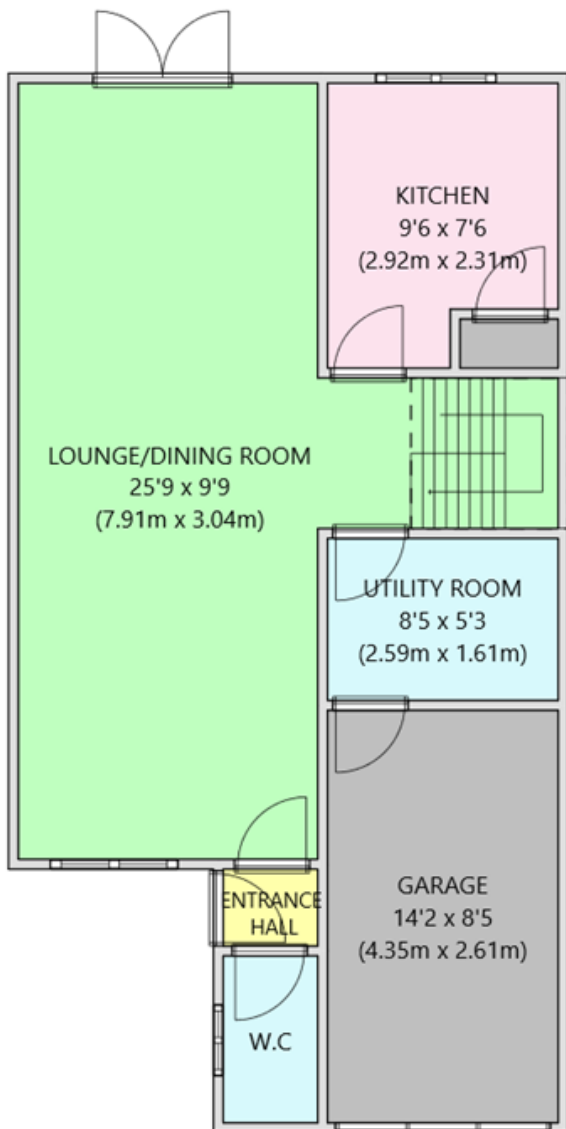 KITCHEN
9'6 x 7'6
(2.92m x 2.31m)
LOUNGE/DINING ROOM
25'9 x 9'9
(7.91m x 3.04m)
UTILITY ROOM
8'5 x 5'3
(2.59m x 1.61m)
GARAGE
14'2 x 8'5
(4.35m x 2.61m)
ENTRANCE
HALL
W.C